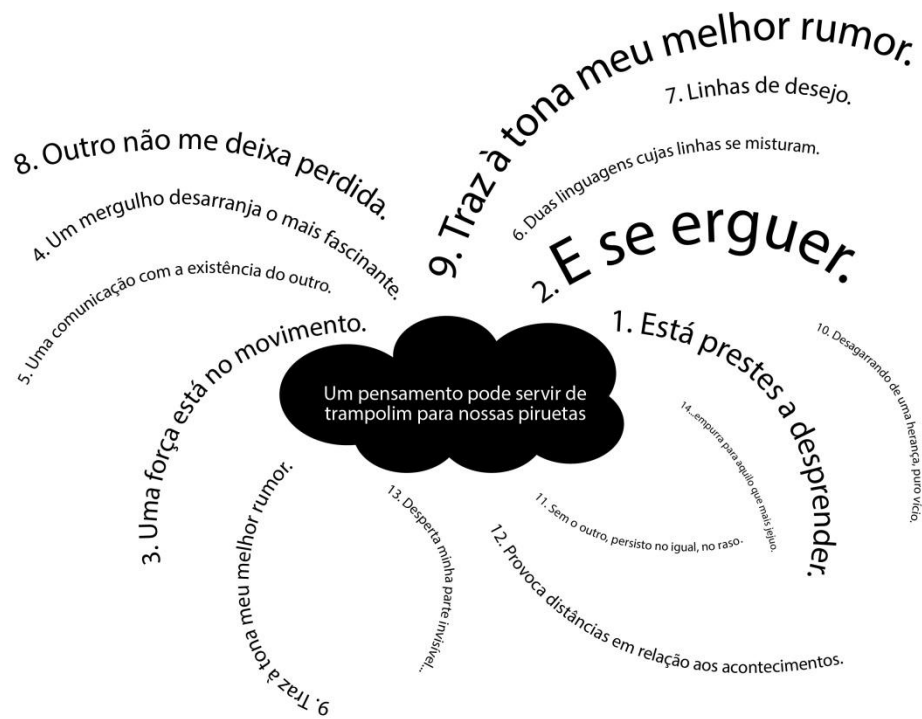 9. Traz à tona meu melhor rumor.
7. Linhas de desejo.
6. Duas linguagens cujas linhas se misturam.
8. Outro não me deixa perdida.
4. Um mergulho desarranja o mais fascinante.
5. Uma comunicação com a existência do outro.
2. E se erguer.
1. Está prestes a desprender.
10. Desagarrando de uma herança, puro vício.
3. Uma força está no movimento.
Um pensamento pode servir de
trampolim para nossas piruetas
14...empurra para aquilo que mais jejuo.
9. Traz à tona meu melhor rumor.
13. Desperta minha parte invisível...
11. Sem o outro, persisto no igual, no raso.
12. Provoca distâncias em relação aos acontecimentos.